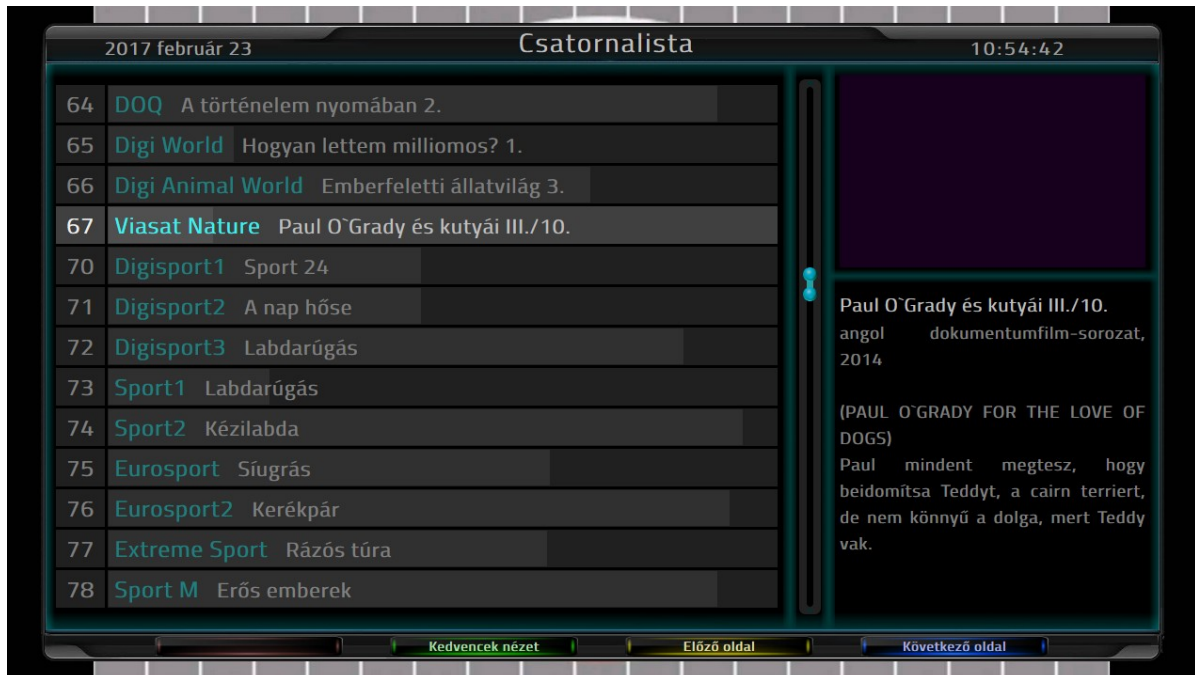 2017 február 23
Csatornalista
10:54:42
64 DOQ A történelem nyomában 2.
65 Digi World Hogyan lettem milliomos? 1.
66 Digi Animal World Emberfeletti állatvilág 3.
67 Viasat Nature Paul O`Grady és kutyái III./10.
70 Digisport1 Sport 24
71 Digisport2 A nap hőse
72 Digisport3 Labdarúgás
73 Sport1 Labdarúgás
74 Sport2 Kézilabda
75 Eurosport Síugrás
76 Eurosport2 Kerékpár
77 Extreme Sport Rázós túra
78 Sport M Erős emberek
Paul O`Grady és kutyái III./10.
angol dokumentumfilm-sorozat,
2014
(PAUL O`GRADY FOR THE LOVE OF
DOGS)
Paul mindent megtesz, hogy
beidomítsa Teddyt, a cairn terriert,
de nem könnyű a dolga, mert Teddy
vak.
Kedvencek nézet
Előző oldal
Következő oldal